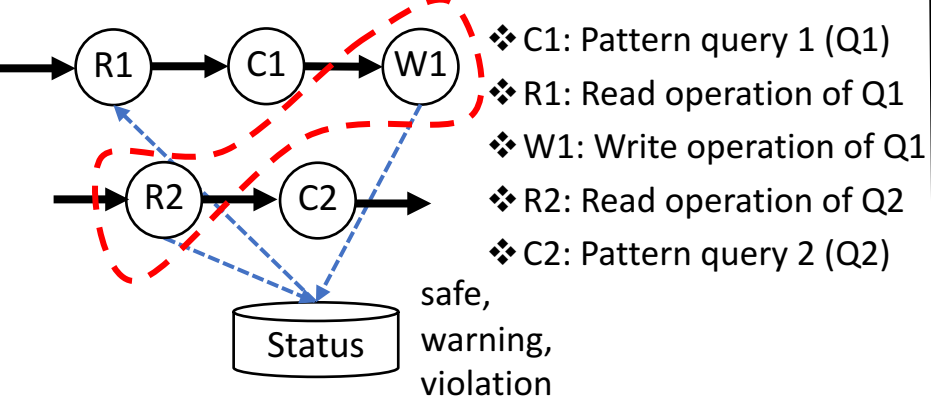 R1
C1
W1
R2
C2
Status
safe,
warning,
violation
❖ C1: Pattern query 1 (Q1)
❖ R1: Read operation of Q1
❖ W1: Write operation of Q1
❖ R2: Read operation of Q2
❖ C2: Pattern query 2 (Q2)